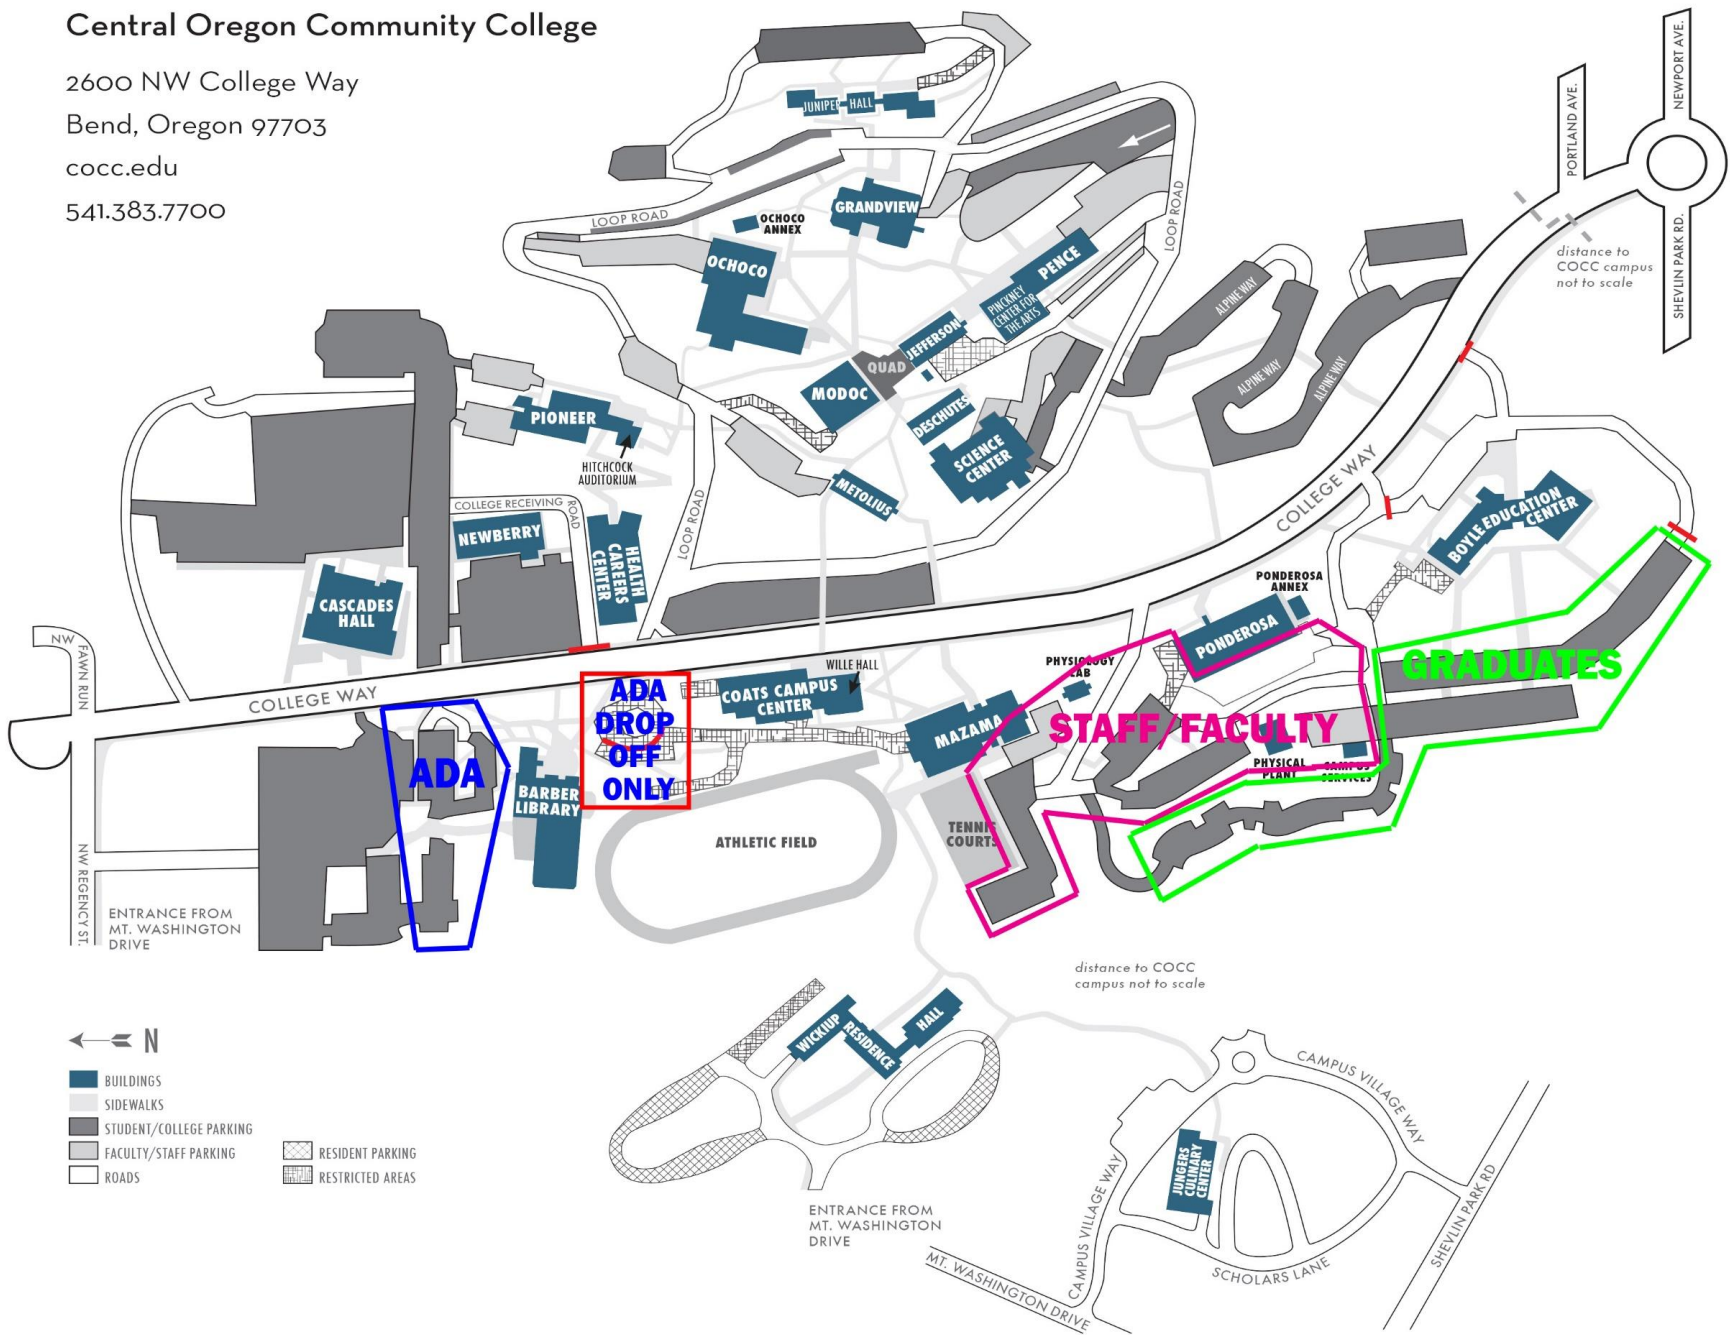 Central Oregon Community College
2600 NW College Way
Bend, Oregon 97703
cocc.edu
541.383.7700
JUNIPER HALL
NEWPORT AVE.
PORTLAND AVE.
SHEVLIN PARK RD.
distance to
COCC campus
not to scale
LOOP ROAD
OCHOCO
ANNEX
GRANDVIEW
LOOP ROAD
OCHOCO
PENCE
PINCKNEY
CENTER FOR
THE ARTS
JEFFERSON
QUAD
MODOC
DESCHUTES
SCIENCE
CENTER
METOLIUS
ALPINE WAY
ALPINE WAY
ALPINE WAY
PIONEER
HITCHCOCK
AUDITORIUM
COLLEGE RECEIVING
ROAD
NEWBERRY
HEALTH
CAREERS
CENTER
LOOP ROAD
CASCADES
HALL
COLLEGE WAY
BOYLE EDUCATION
CENTER
PONDEROSA
ANNEX
PONDEROSA
NW
FAWN RUN
COLLEGE WAY
ADA
DROP
OFF
ONLY
WILLE HALL
COATS CAMPUS
CENTER
PHYSIOLOGY
LAB
MAZAMA
STAFF/FACULTY
GRADUATES
PHYSICAL
PLANT
CAMPUS
SERVICES
ADA
BARBER
LIBRARY
ATHLETIC FIELD
TENNIS
COURTS
NW REGENCY ST.
ENTRANCE FROM
MT. WASHINGTON
DRIVE
distance to COCC
campus not to scale
N
BUILDINGS
SIDEWALKS
STUDENT/COLLEGE PARKING
FACULTY/STAFF PARKING
ROADS
RESIDENT PARKING
RESTRICTED AREAS
WICKIUP
RESIDENCE
HALL
ENTRANCE FROM
MT. WASHINGTON
DRIVE
CAMPUS VILLAGE WAY
JUNGERS
CULINARY
CENTER
CAMPUS VILLAGE WAY
SCHOLARS LANE
SHEVLIN PARK RD
MT. WASHINGTON DRIVE